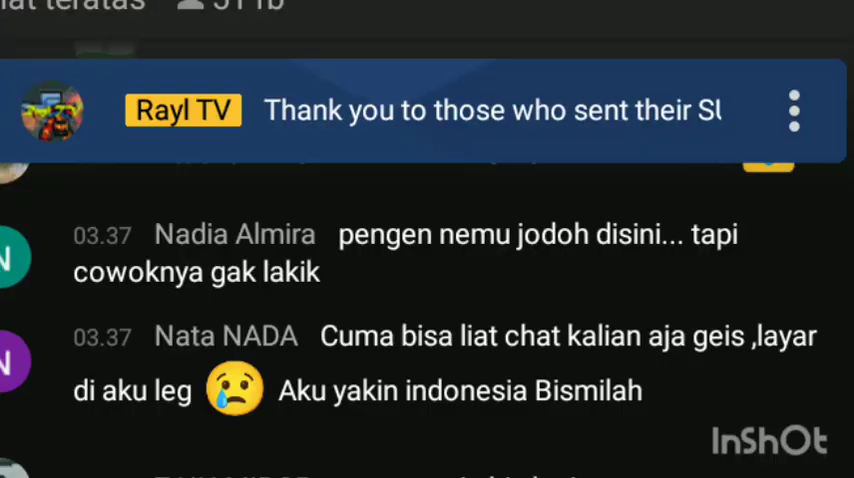 teratas
Rayl TV Thank you to those who sent their SU
03.37 Nadia Almira pengen nemu jodoh disini... tapi
cowoknya gak lakik
03.37 Nata NADA Cuma bisa liat chat kalian aja geis ,layar
di aku leg 😢 Aku yakin indonesia Bismilah
InShOt